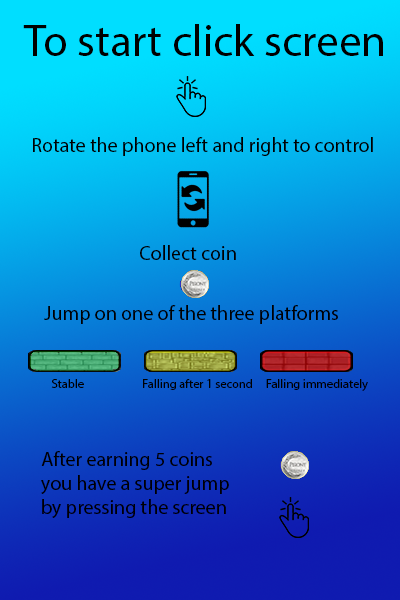 To start click screen
Rotate the phone left and right to control
Collect coin
Jump on one of the three platforms
Stable
Falling after 1 second
Falling immediately
After earning 5 coins
you have a super jump
by pressing the screen